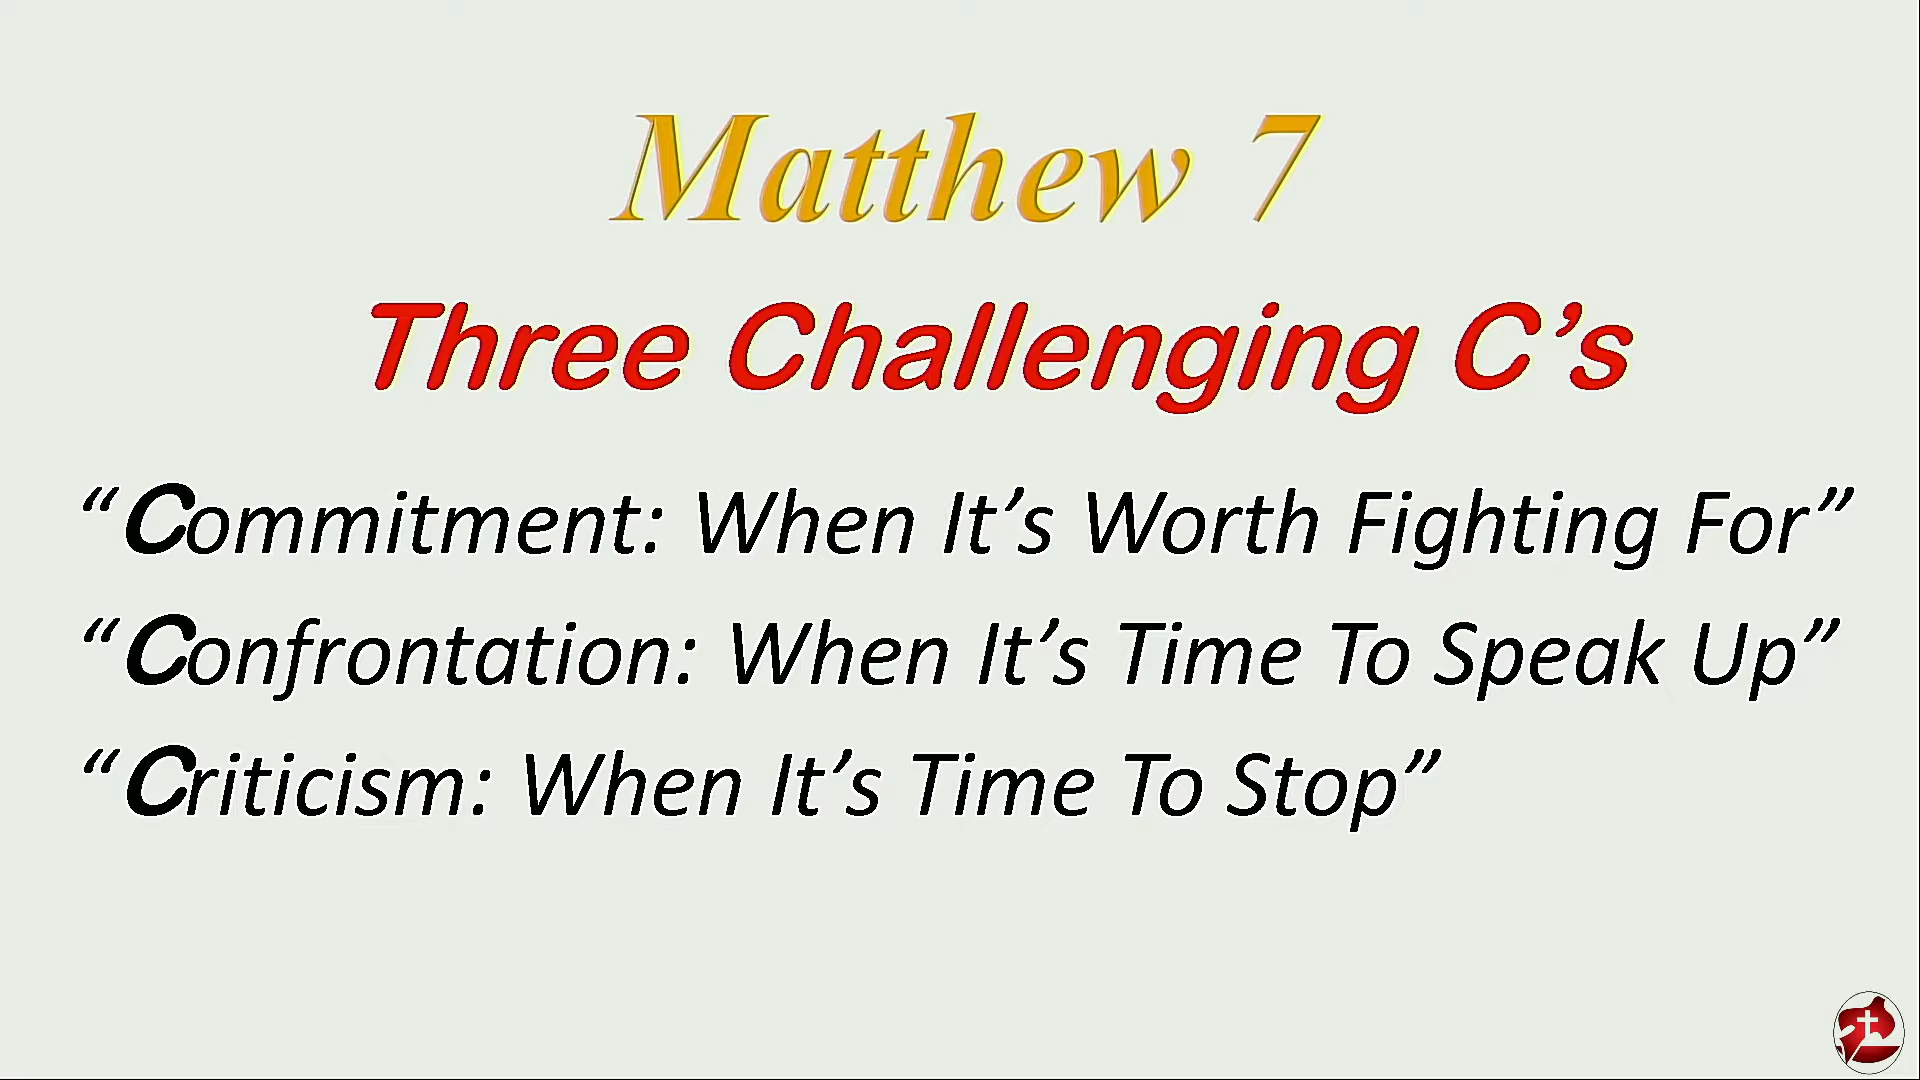 Matthew 7
Three Challenging C’s
“Commitment: When It’s Worth Fighting For”
“Confrontation: When It’s Time To Speak Up”
“Criticism: When It’s Time To Stop”